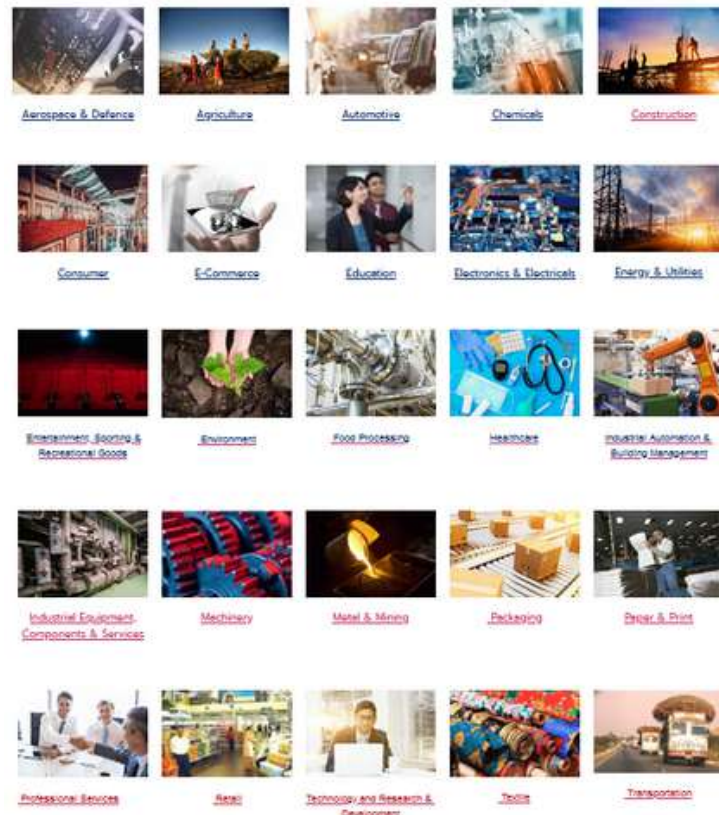 Aerospace & Defence
Agriculture
Automotive
Chemicals
Construction
Consumer
E-Commerce
Education
Electronics & Electricals
Energy & Utilities
Entertainment, Sporting &
Recreational Goods
Environment
Food Processing
Healthcare
Industrial Automation &
Building Management
Industrial Equipment,
Components & Services
Machinery
Metal & Mining
Packaging
Paper & Print
Professional Services
Retail
Technology and Research &
Development
Textile
Transportation